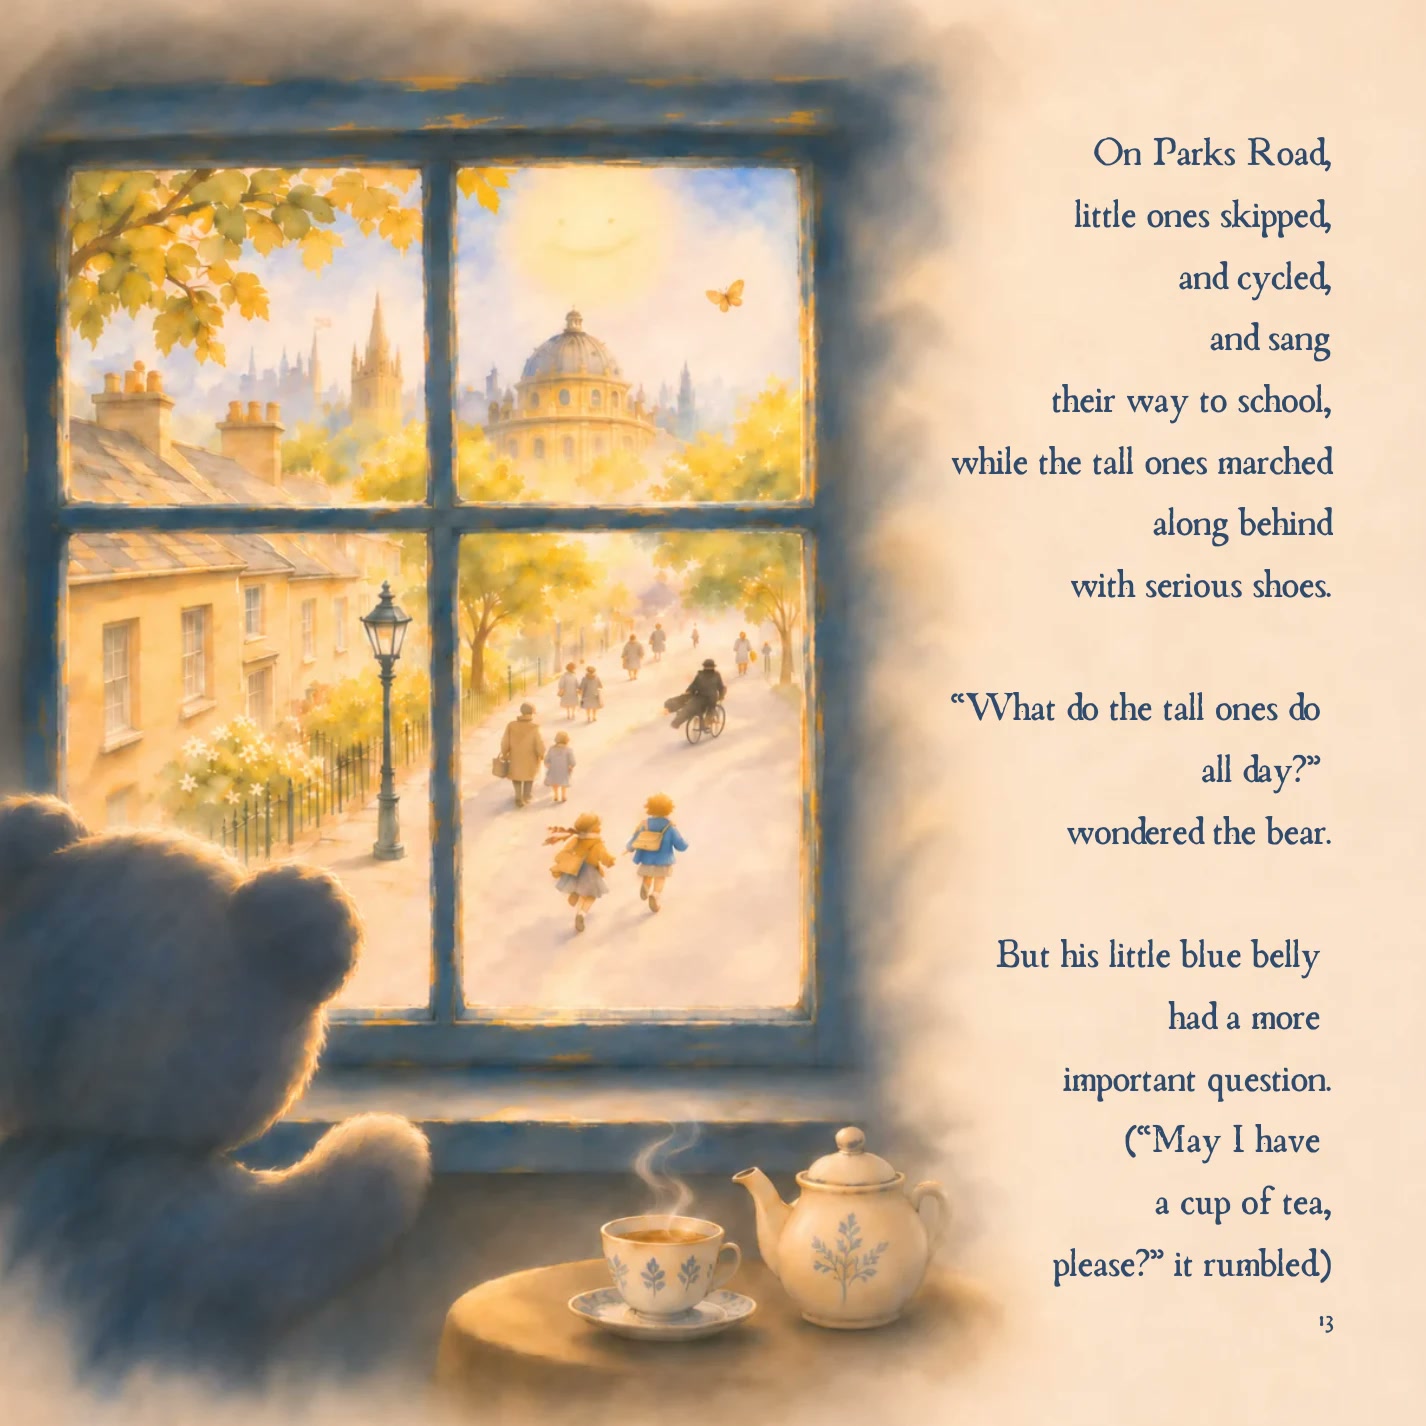 On Parks Road,
little ones skipped,
and cycled,
and sang
their way to school,
while the tall ones marched
along behind
with serious shoes.
“What do the tall ones do
all day?”
wondered the bear.
But his little blue belly
had a more
important question.
(“May I have
a cup of tea,
please?” it rumbled)
13